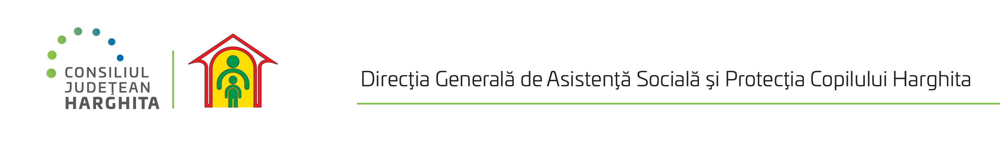 CONSILIUL
JUDEŢEAN
HARGHITA
Direcţia Generală de Asistenţă Socială şi Protecţia Copilului Harghita